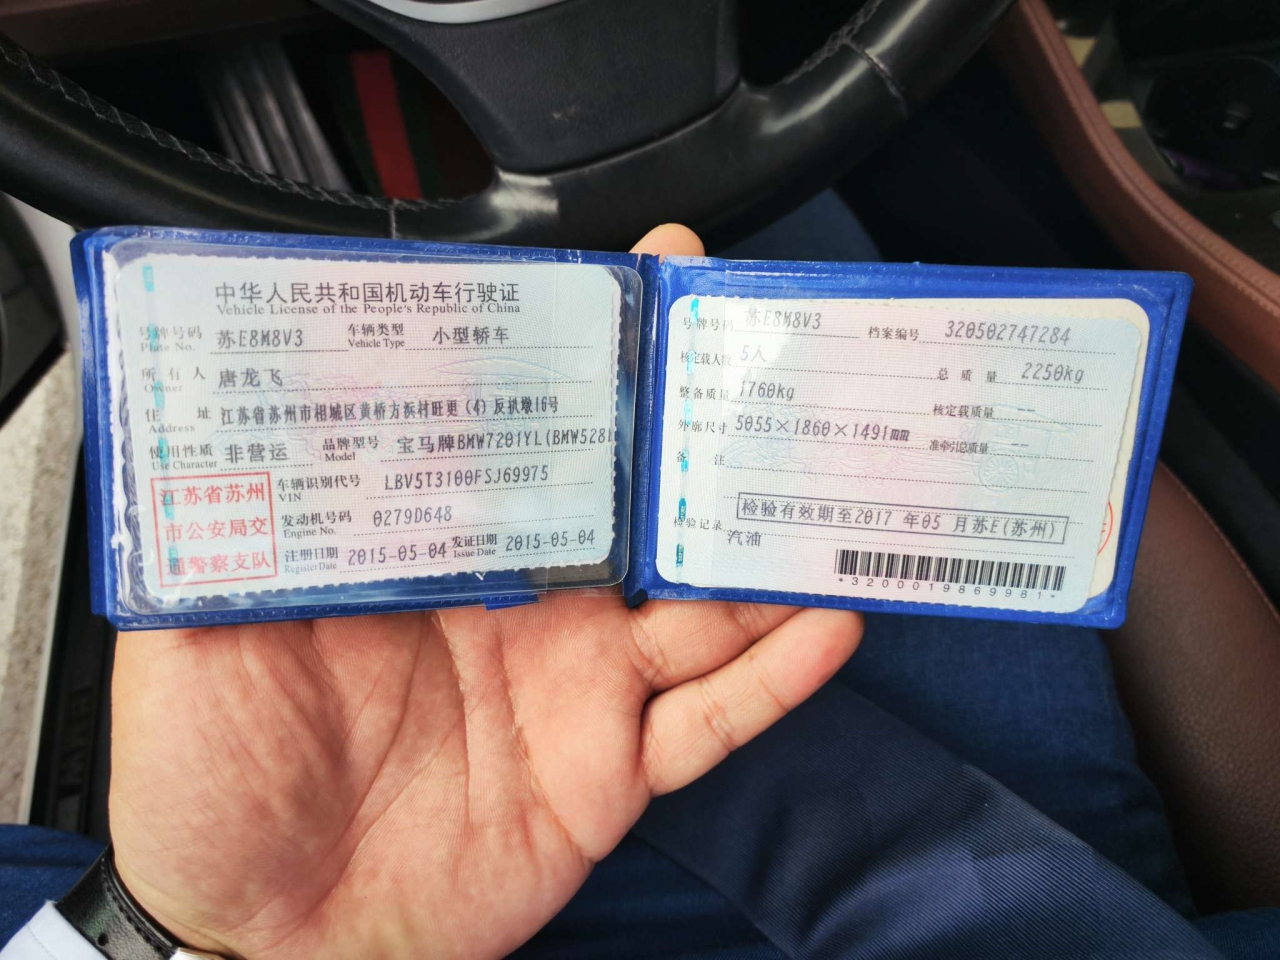 中华人民共和国机动车行驶证
Vehicle License of the People's Republic of China
号牌号码 苏E8M8V3 车辆类型 小型轿车
Plate No. Vehicle Type
所有人 唐龙飞
Owner
住址 江苏省苏州市相城区黄桥方浜村旺更(4)反扒墩16号
Address
使用性质 非营运 品牌型号 宝马牌BMW7201YL(BMW528l
Use Character Model
江苏省苏州
市公安局交
通警察支队
车辆识别代号 LBV5T3100FSJ69975
VIN
发动机号码 0279D648
Engine No.
注册日期 2015-05-04 发证日期 2015-05-04
Register Date Issue Date
号牌号码 苏E8M8V3 档案编号 320502747284
核定载人数 5人 总质量 2250kg
整备质量 1760kg 核定载质量 --
外廓尺寸 5055×1860×1491mm 准牵引总质量 --
备注
检验有效期至2017 年05 月苏E(苏州)
检验记录
汽油
*3200019869981*